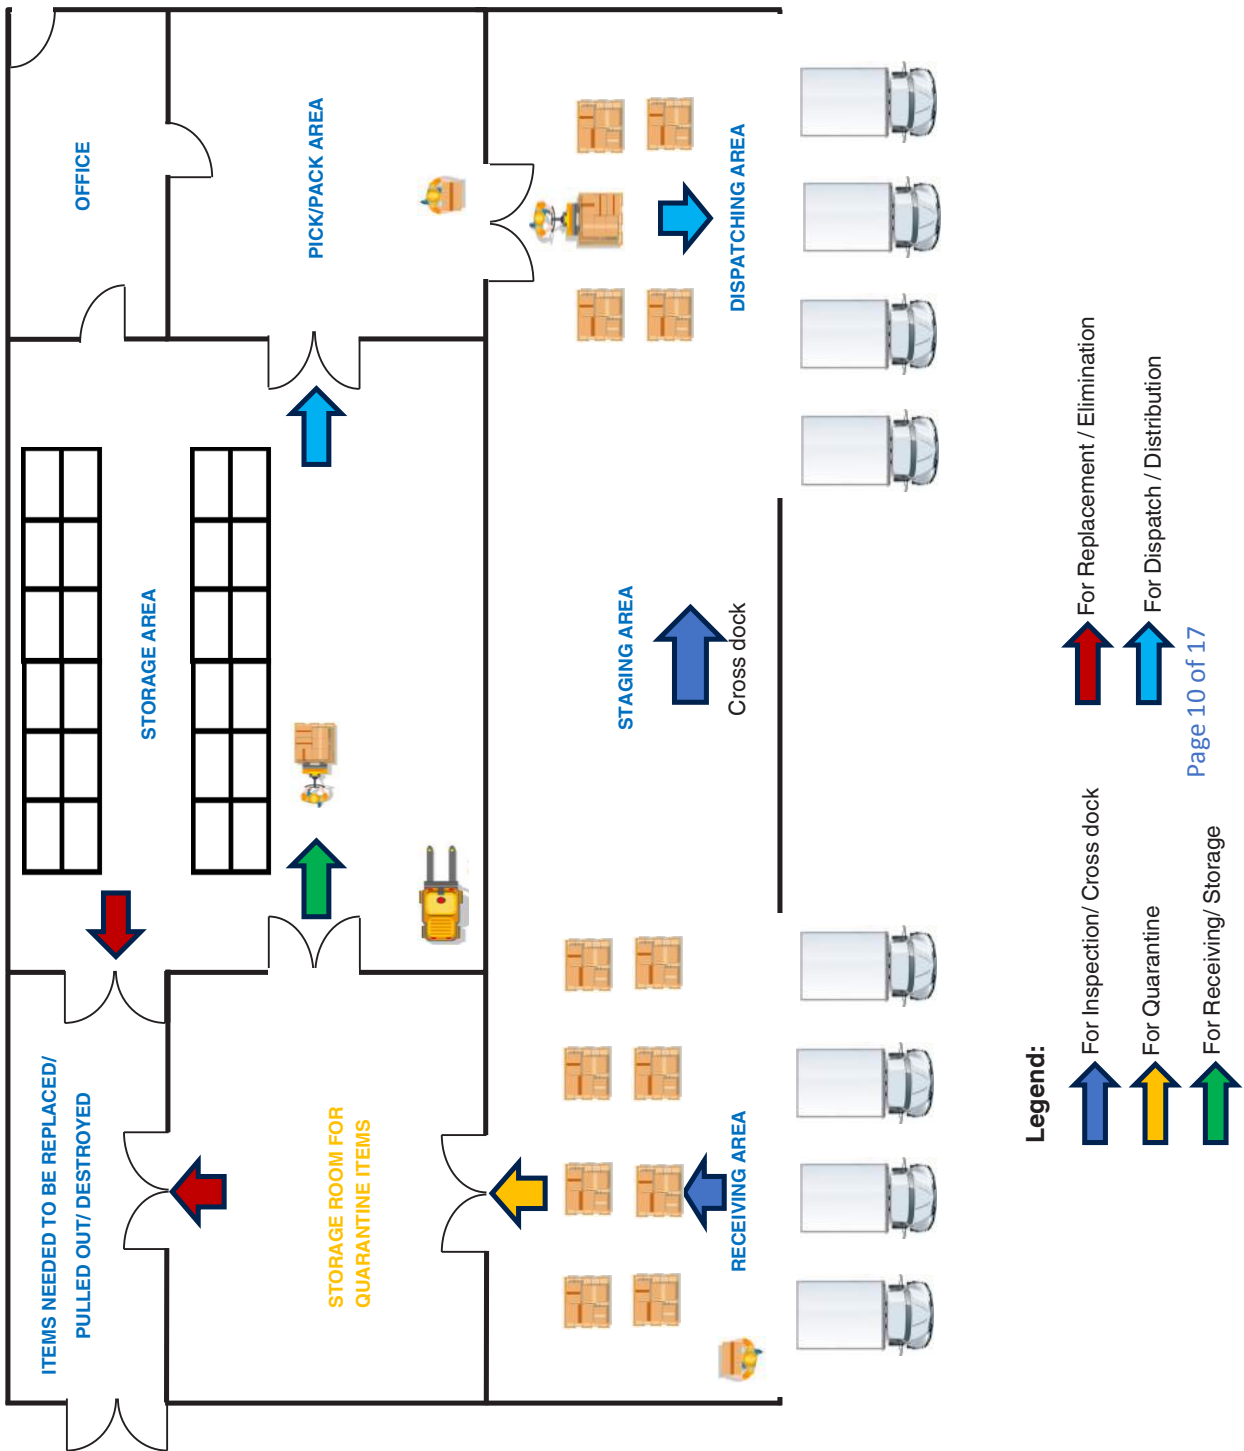 ITEMS NEEDED TO BE REPLACED/
PULLED OUT/ DESTROYED
STORAGE AREA
OFFICE
STORAGE ROOM FOR
QUARANTINE ITEMS
PICK/PACK AREA
RECEIVING AREA
STAGING AREA
Cross dock
DISPATCHING AREA
Legend:
For Inspection/ Cross dock
For Replacement / Elimination
For Quarantine
For Dispatch / Distribution
For Receiving/ Storage
Page 10 of 17